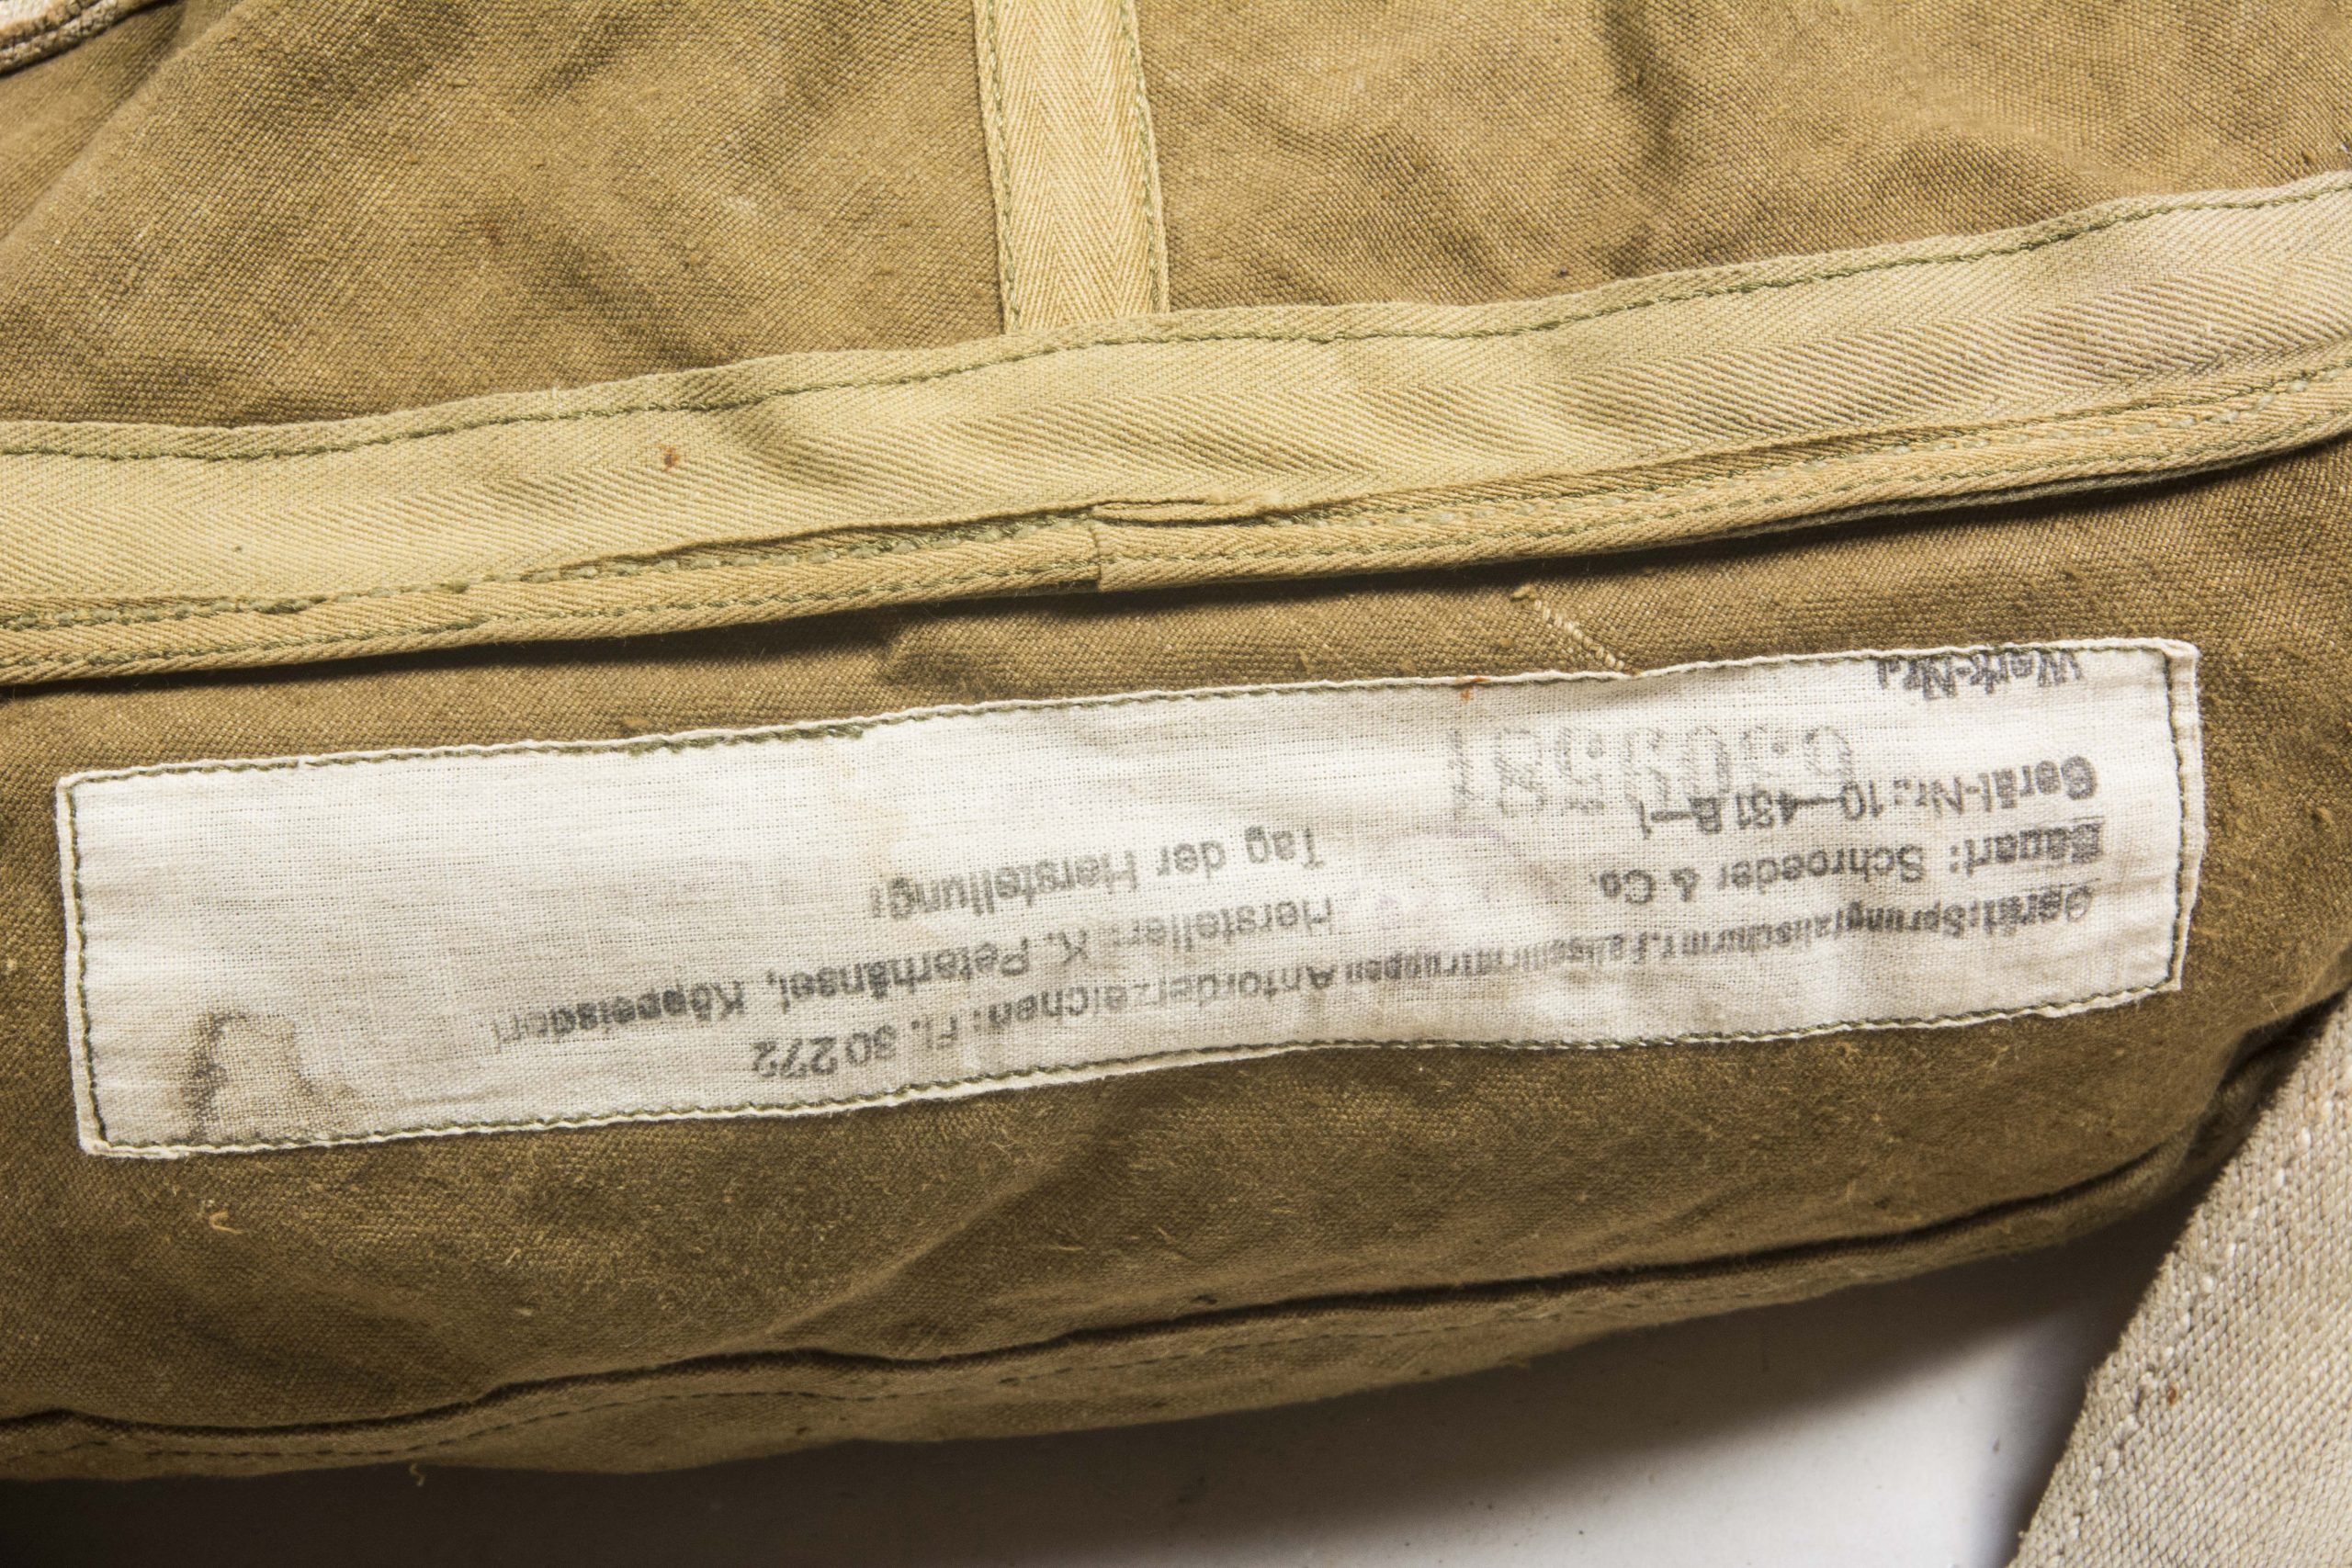 Gerät: Sprungfallschirm f. Fallschirmtruppen Anforderzeichen: Fl. 30272
Bauart: Schroeder & Co. Hersteller: K. Peterhänsel, Köppelsdorf
Gerät-Nr.: 10—431 B—1 Tag der Herstellung:
Werk-Nr.